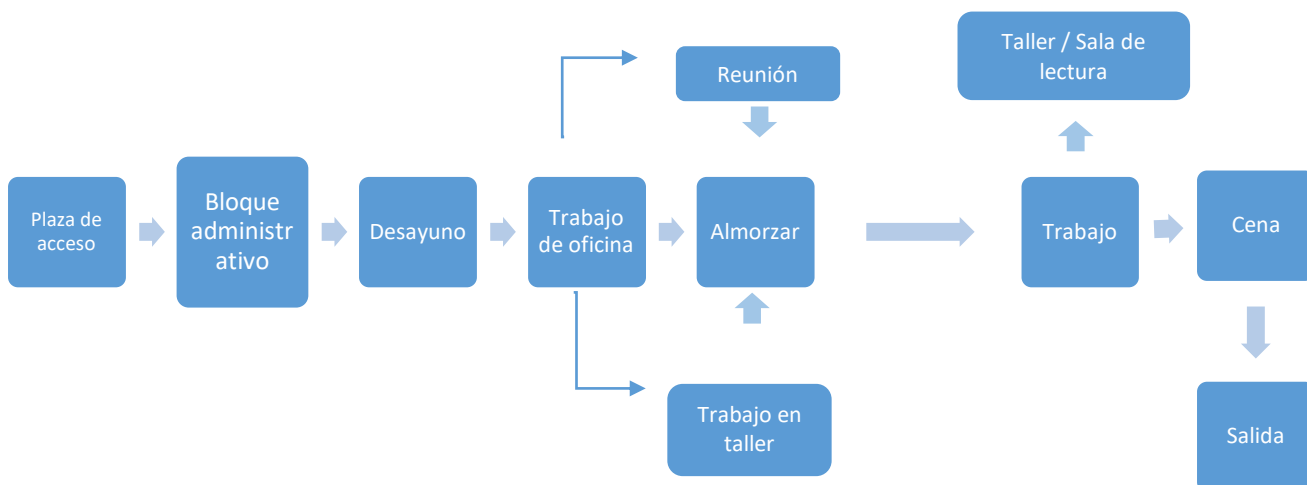 Taller / Sala de
lectura
Reunión
Plaza de
acceso
Bloque
administr
ativo
Desayuno
Trabajo
de oficina
Almorzar
Trabajo
Cena
Trabajo en
taller
Salida